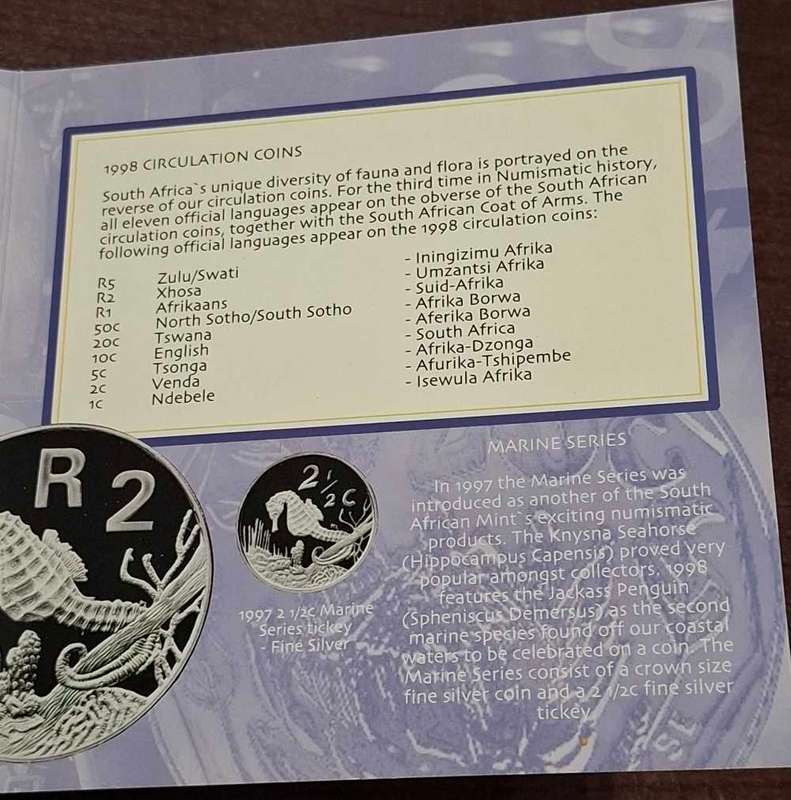 1998 CIRCULATION COINS
South Africa`s unique diversity of fauna and flora is portrayed on the
reverse of our circulation coins. For the third time in Numismatic history,
all eleven official languages appear on the obverse of the South African
circulation coins, together with the South African Coat of Arms. The
following official languages appear on the 1998 circulation coins:
R5 Zulu/Swati - Iningizimu Afrika
R2 Xhosa - Umzantsi Afrika
R1 Afrikaans - Suid-Afrika
50c North Sotho/South Sotho - Afrika Borwa
20c Tswana - Aferika Borwa
10c English - South Africa
5c Tsonga - Afrika-Dzonga
2c Venda - Afurika-Tshipembe
1c Ndebele - Isewula Afrika
R 2
2 1/2 C
1997 2 1/2c Marine
Series tickey
- Fine Silver
MARINE SERIES
In 1997 the Marine Series was
introduced as another of the South
African Mint`s exciting numismatic
products. The Knysna Seahorse
(Hippocampus Capensis) proved very
popular amongst collectors. 1998
features the Jackass Penguin
(Spheniscus Demersus) as the second
marine species found off our coastal
waters to be celebrated on a coin. The
Marine Series consist of a crown size
fine silver coin and a 2 1/2c fine silver
tickey